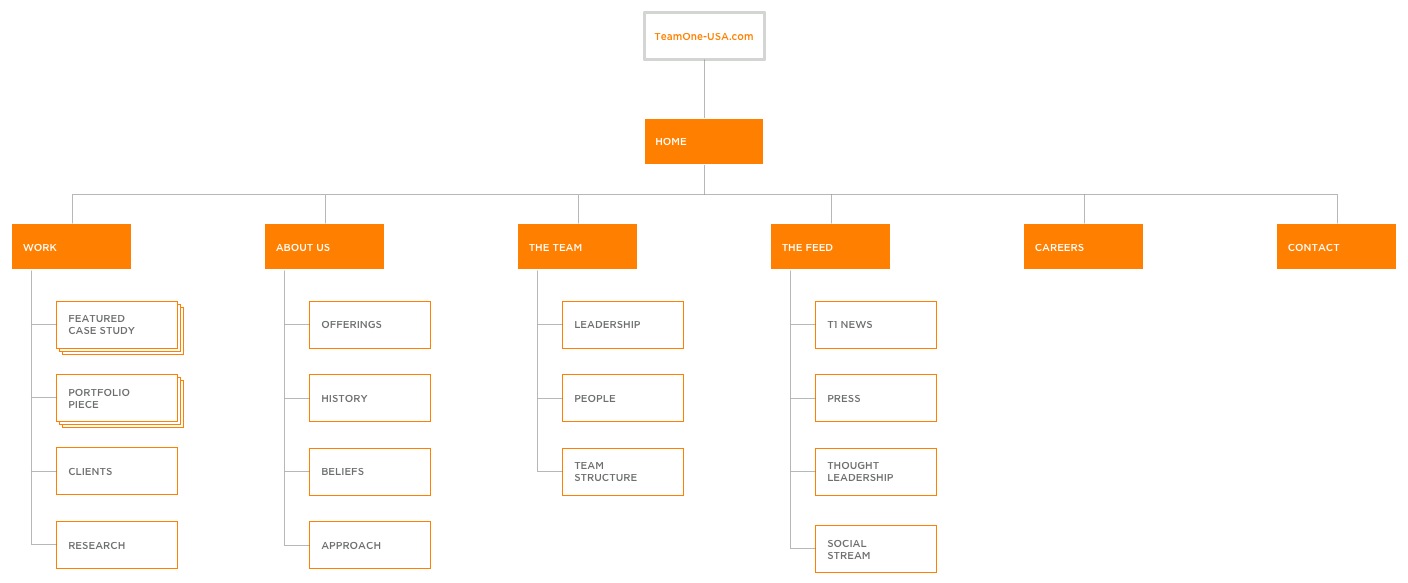 TeamOne-USA.com
HOME
WORK
ABOUT US
THE TEAM
THE FEED
CAREERS
CONTACT
FEATURED
CASE STUDY
PORTFOLIO
PIECE
CLIENTS
RESEARCH
OFFERINGS
HISTORY
BELIEFS
APPROACH
LEADERSHIP
PEOPLE
TEAM
STRUCTURE
T1 NEWS
PRESS
THOUGHT
LEADERSHIP
SOCIAL
STREAM